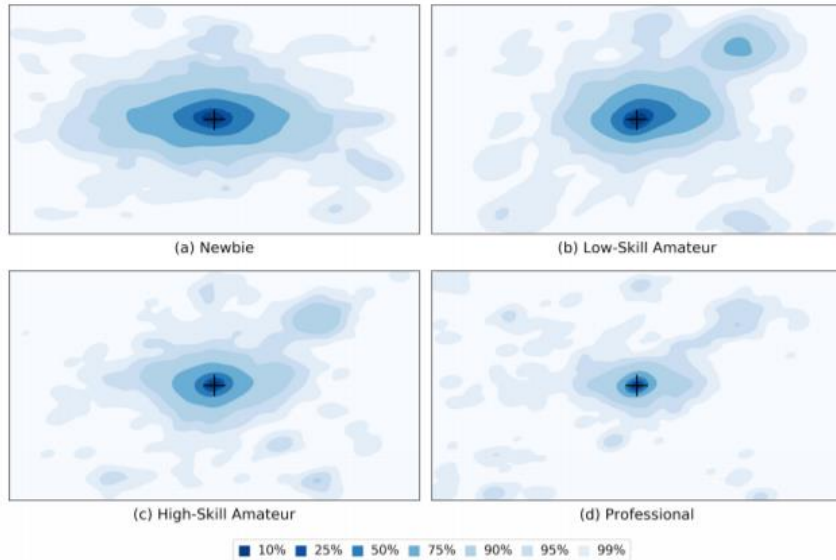 (a) Newbie
(b) Low-Skill Amateur
(c) High-Skill Amateur
(d) Professional
10% 25% 50% 75% 90% 95% 99%